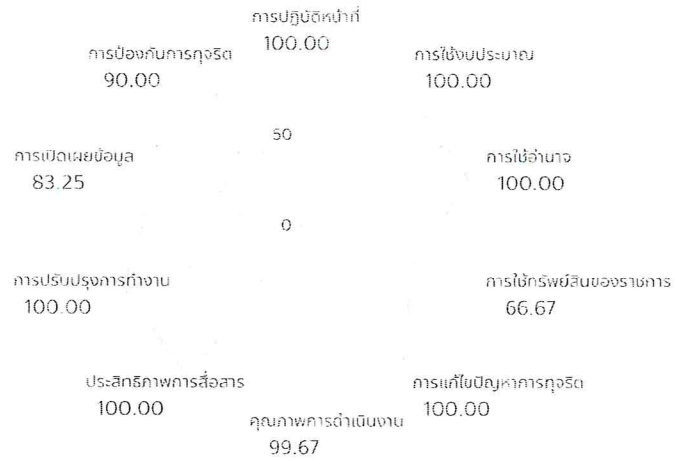 การปฏิบัติหน้าที่
100.00
การป้องกันการทุจริต
90.00
การใช้งบประมาณ
100.00
50
การเปิดเผยข้อมูล
83.25
การใช้อำนาจ
100.00
0
การปรับปรุงการทำงาน
100.00
การใช้ทรัพย์สินของราชการ
66.67
ประสิทธิภาพการสื่อสาร
100.00
การแก้ไขปัญหาการทุจริต
100.00
คุณภาพการดำเนินงาน
99.67